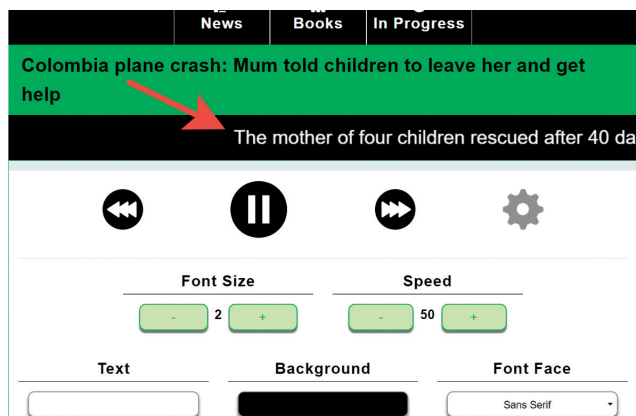 News Books In Progress
Colombia plane crash: Mum told children to leave her and get
help
The mother of four children rescued after 40 da
Font Size Speed
- 2 + - 50 +
Text Background Font Face
Sans Serif